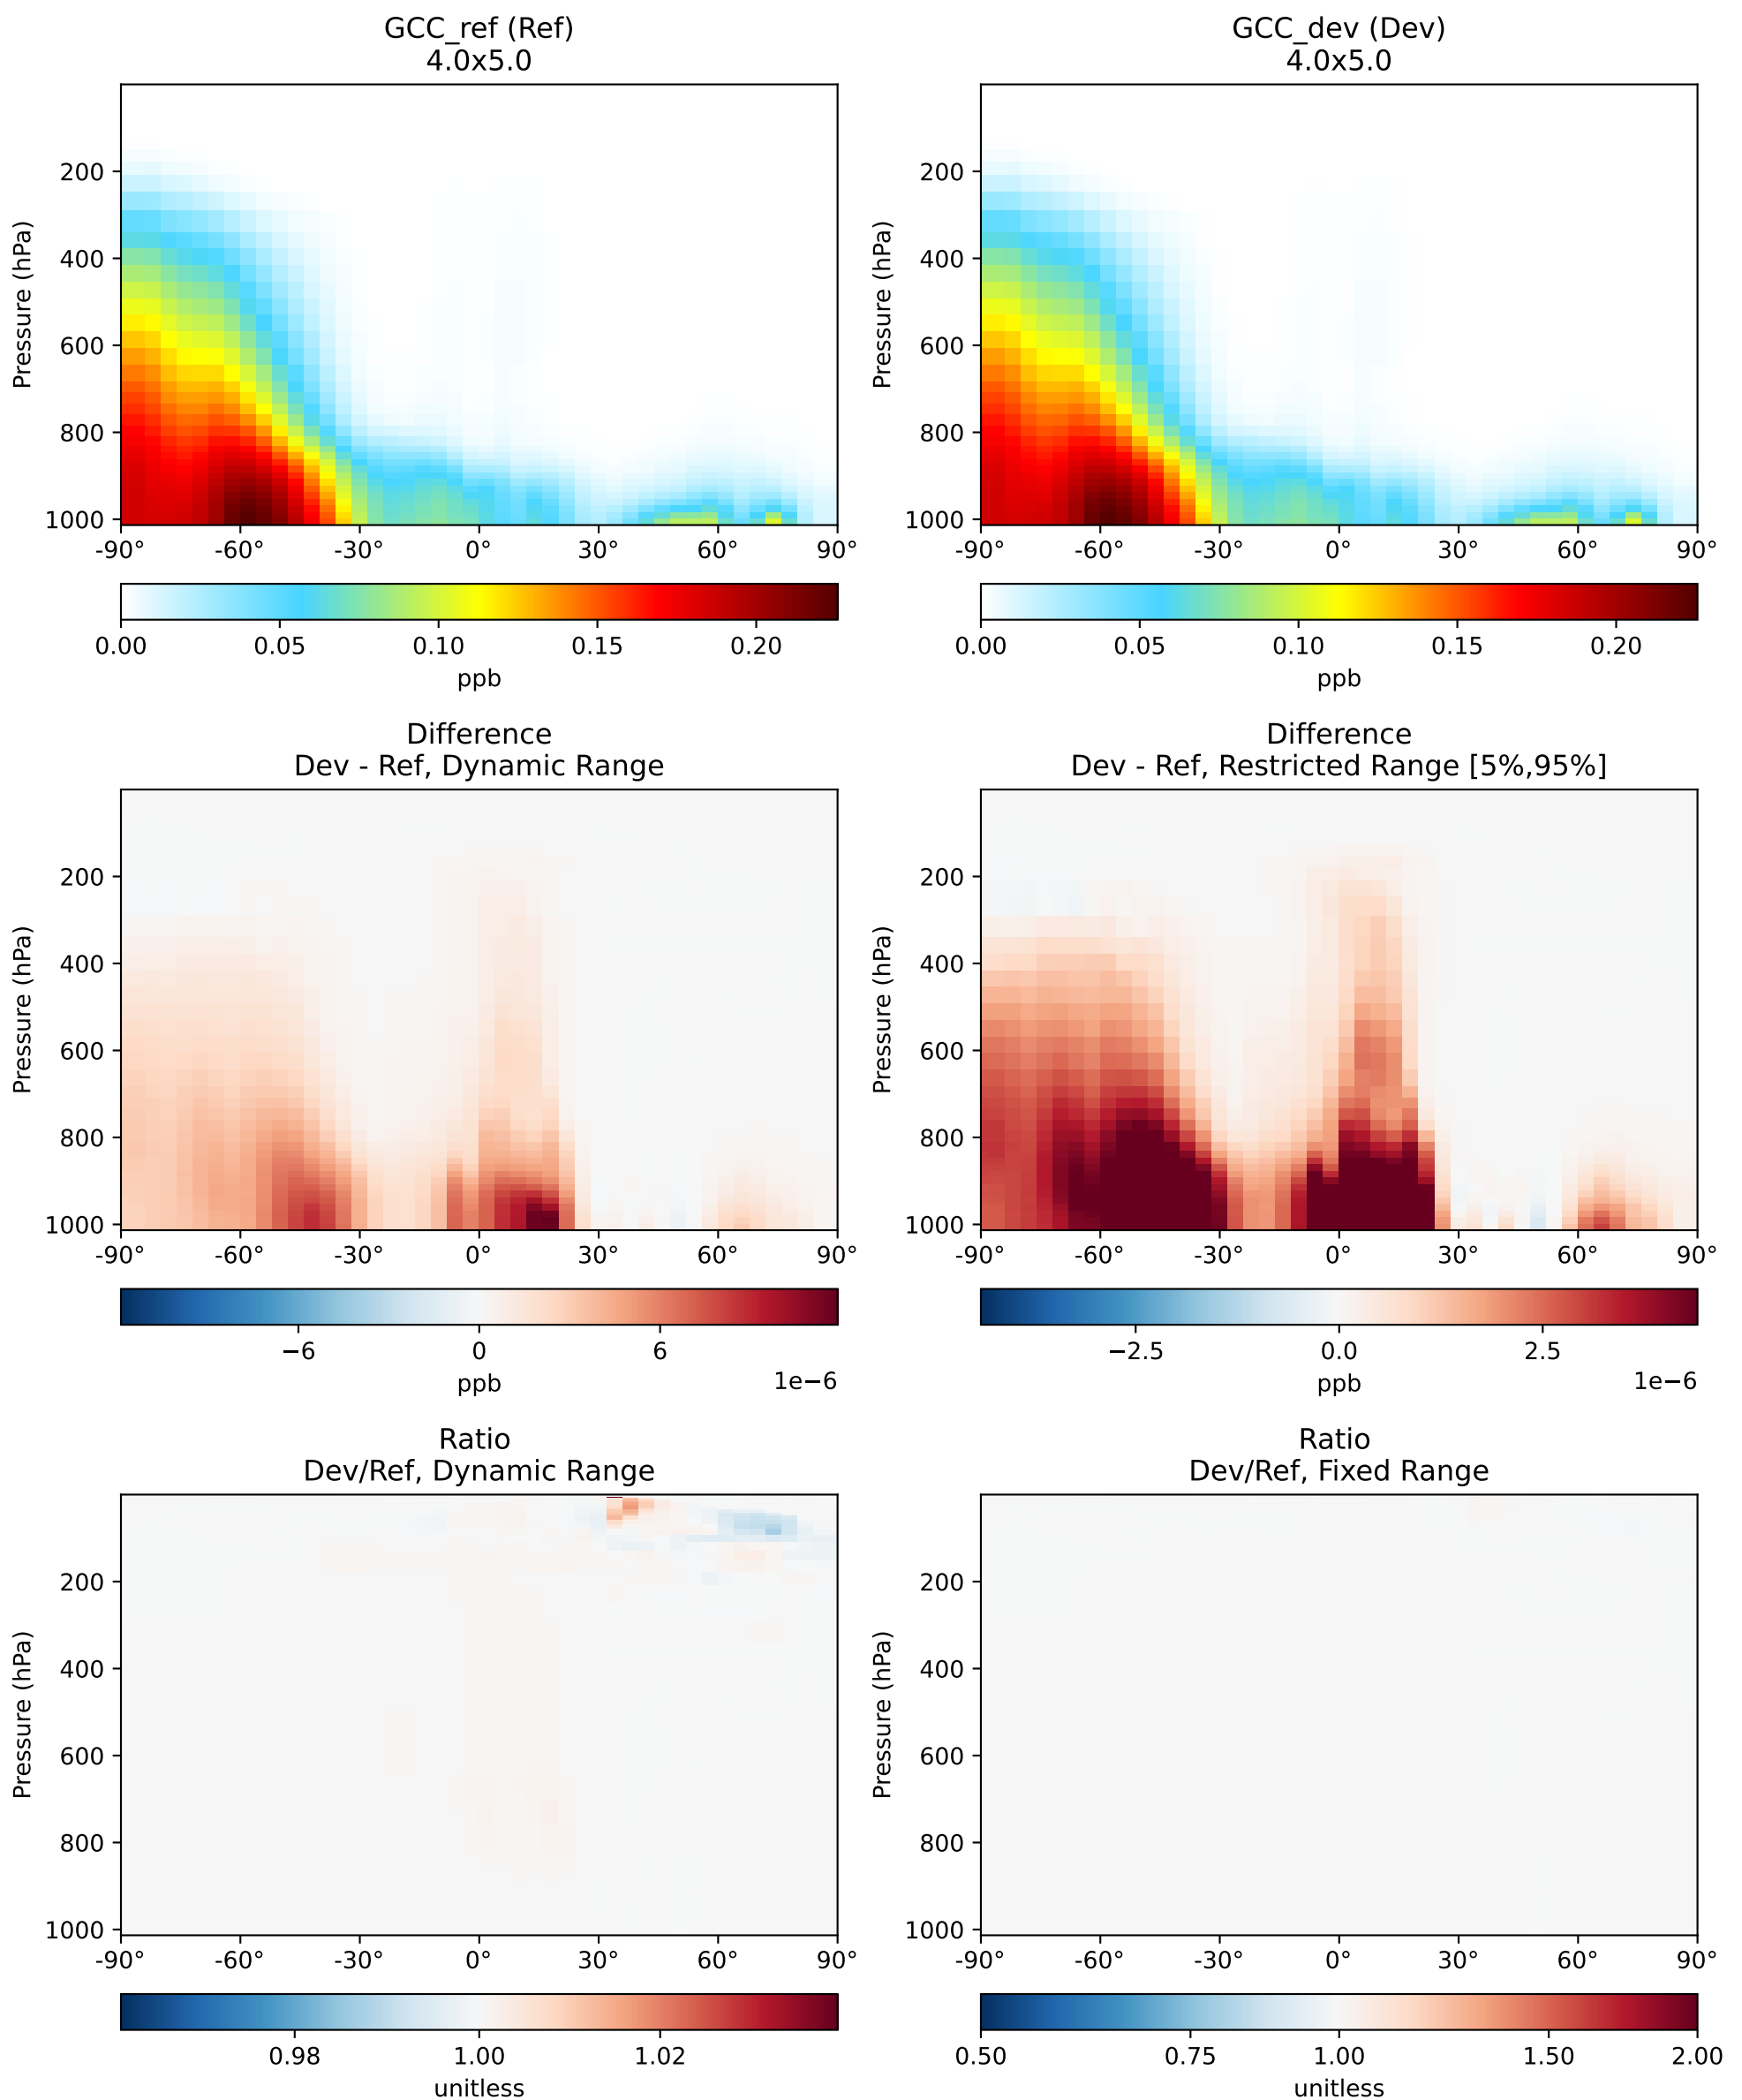 GCC_ref (Ref)
4.0x5.0
GCC_dev (Dev)
4.0x5.0
Pressure (hPa)
200
400
600
800
1000
-90° -60° -30° 0° 30° 60° 90°
0.00 0.05 0.10 0.15 0.20
ppb
Pressure (hPa)
200
400
600
800
1000
-90° -60° -30° 0° 30° 60° 90°
0.00 0.05 0.10 0.15 0.20
ppb
Difference
Dev - Ref, Dynamic Range
Difference
Dev - Ref, Restricted Range [5%,95%]
Pressure (hPa)
200
400
600
800
1000
-90° -60° -30° 0° 30° 60° 90°
−6 0 6
ppb 1e−6
Pressure (hPa)
200
400
600
800
1000
-90° -60° -30° 0° 30° 60° 90°
−2.5 0.0 2.5
ppb 1e−6
Ratio
Dev/Ref, Dynamic Range
Ratio
Dev/Ref, Fixed Range
Pressure (hPa)
200
400
600
800
1000
-90° -60° -30° 0° 30° 60° 90°
0.98 1.00 1.02
unitless
Pressure (hPa)
200
400
600
800
1000
-90° -60° -30° 0° 30° 60° 90°
0.50 0.75 1.00 1.50 2.00
unitless